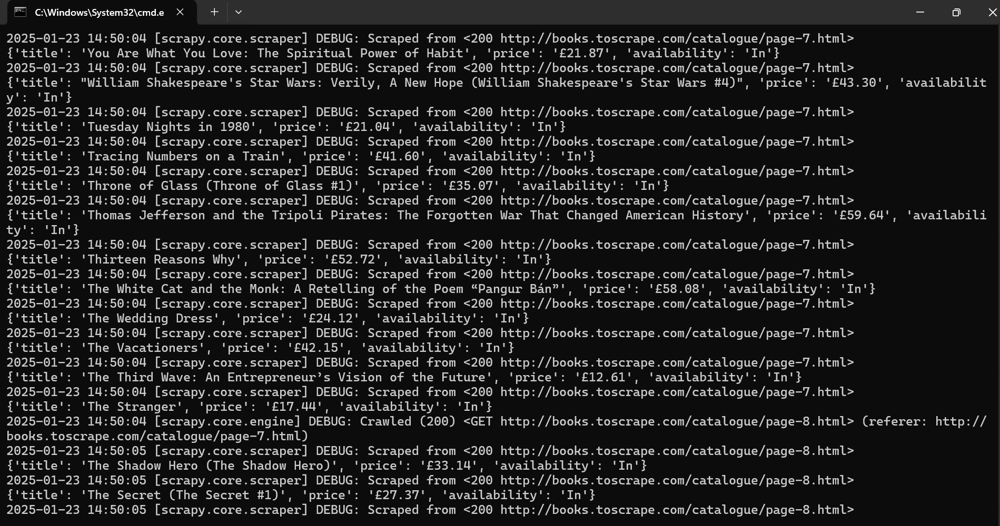 C:\Windows\System32\cmd.e
2025-01-23 14:50:04 [scrapy.core.scraper] DEBUG: Scraped from <200 http://books.toscrape.com/catalogue/page-7.html>
{'title': 'You Are What You Love: The Spiritual Power of Habit', 'price': '£21.87', 'availability': 'In'}
2025-01-23 14:50:04 [scrapy.core.scraper] DEBUG: Scraped from <200 http://books.toscrape.com/catalogue/page-7.html>
{'title': "William Shakespeare's Star Wars: Verily, A New Hope (William Shakespeare's Star Wars #4)", 'price': '£43.30', 'availabilit
y': 'In'}
2025-01-23 14:50:04 [scrapy.core.scraper] DEBUG: Scraped from <200 http://books.toscrape.com/catalogue/page-7.html>
{'title': 'Tuesday Nights in 1980', 'price': '£21.04', 'availability': 'In'}
2025-01-23 14:50:04 [scrapy.core.scraper] DEBUG: Scraped from <200 http://books.toscrape.com/catalogue/page-7.html>
{'title': 'Tracing Numbers on a Train', 'price': '£41.60', 'availability': 'In'}
2025-01-23 14:50:04 [scrapy.core.scraper] DEBUG: Scraped from <200 http://books.toscrape.com/catalogue/page-7.html>
{'title': 'Throne of Glass (Throne of Glass #1)', 'price': '£35.07', 'availability': 'In'}
2025-01-23 14:50:04 [scrapy.core.scraper] DEBUG: Scraped from <200 http://books.toscrape.com/catalogue/page-7.html>
{'title': 'Thomas Jefferson and the Tripoli Pirates: The Forgotten War That Changed American History', 'price': '£59.64', 'availabili
ty': 'In'}
2025-01-23 14:50:04 [scrapy.core.scraper] DEBUG: Scraped from <200 http://books.toscrape.com/catalogue/page-7.html>
{'title': 'Thirteen Reasons Why', 'price': '£52.72', 'availability': 'In'}
2025-01-23 14:50:04 [scrapy.core.scraper] DEBUG: Scraped from <200 http://books.toscrape.com/catalogue/page-7.html>
{'title': 'The White Cat and the Monk: A Retelling of the Poem “Pangur Bán”', 'price': '£58.08', 'availability': 'In'}
2025-01-23 14:50:04 [scrapy.core.scraper] DEBUG: Scraped from <200 http://books.toscrape.com/catalogue/page-7.html>
{'title': 'The Wedding Dress', 'price': '£24.12', 'availability': 'In'}
2025-01-23 14:50:04 [scrapy.core.scraper] DEBUG: Scraped from <200 http://books.toscrape.com/catalogue/page-7.html>
{'title': 'The Vacationers', 'price': '£42.15', 'availability': 'In'}
2025-01-23 14:50:04 [scrapy.core.scraper] DEBUG: Scraped from <200 http://books.toscrape.com/catalogue/page-7.html>
{'title': 'The Third Wave: An Entrepreneur’s Vision of the Future', 'price': '£12.61', 'availability': 'In'}
2025-01-23 14:50:04 [scrapy.core.scraper] DEBUG: Scraped from <200 http://books.toscrape.com/catalogue/page-7.html>
{'title': 'The Stranger', 'price': '£17.44', 'availability': 'In'}
2025-01-23 14:50:04 [scrapy.core.engine] DEBUG: Crawled (200) <GET http://books.toscrape.com/catalogue/page-8.html> (referer: http://
books.toscrape.com/catalogue/page-7.html)
2025-01-23 14:50:05 [scrapy.core.scraper] DEBUG: Scraped from <200 http://books.toscrape.com/catalogue/page-8.html>
{'title': 'The Shadow Hero (The Shadow Hero)', 'price': '£33.14', 'availability': 'In'}
2025-01-23 14:50:05 [scrapy.core.scraper] DEBUG: Scraped from <200 http://books.toscrape.com/catalogue/page-8.html>
{'title': 'The Secret (The Secret #1)', 'price': '£27.37', 'availability': 'In'}
2025-01-23 14:50:05 [scrapy.core.scraper] DEBUG: Scraped from <200 http://books.toscrape.com/catalogue/page-8.html>